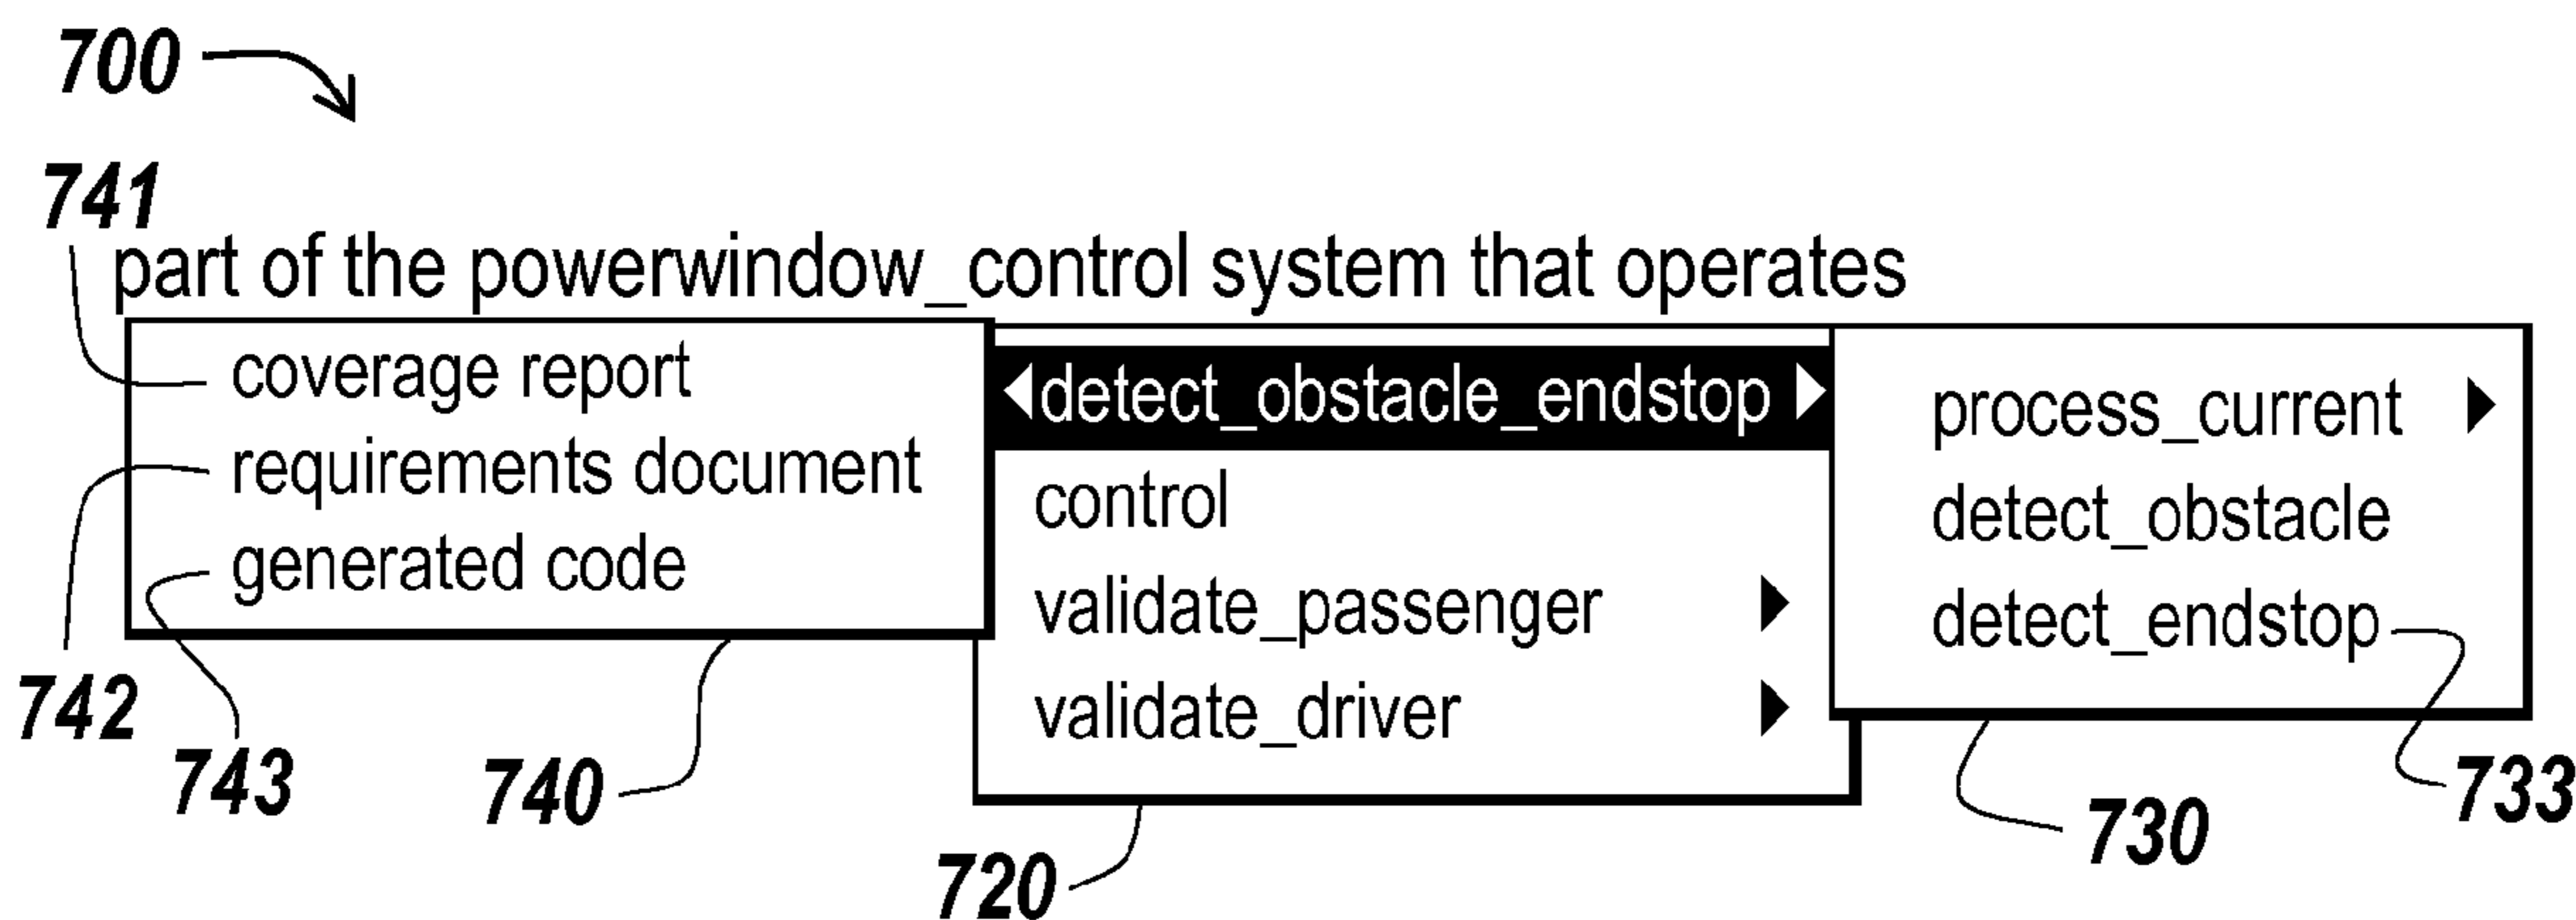 700
741
part of the powerwindow_control system that operates
coverage report
requirements document
generated code
detect_obstacle_endstop
control
validate_passenger
validate_driver
process_current
detect_obstacle
detect_endstop
742
743
740
720
730
733